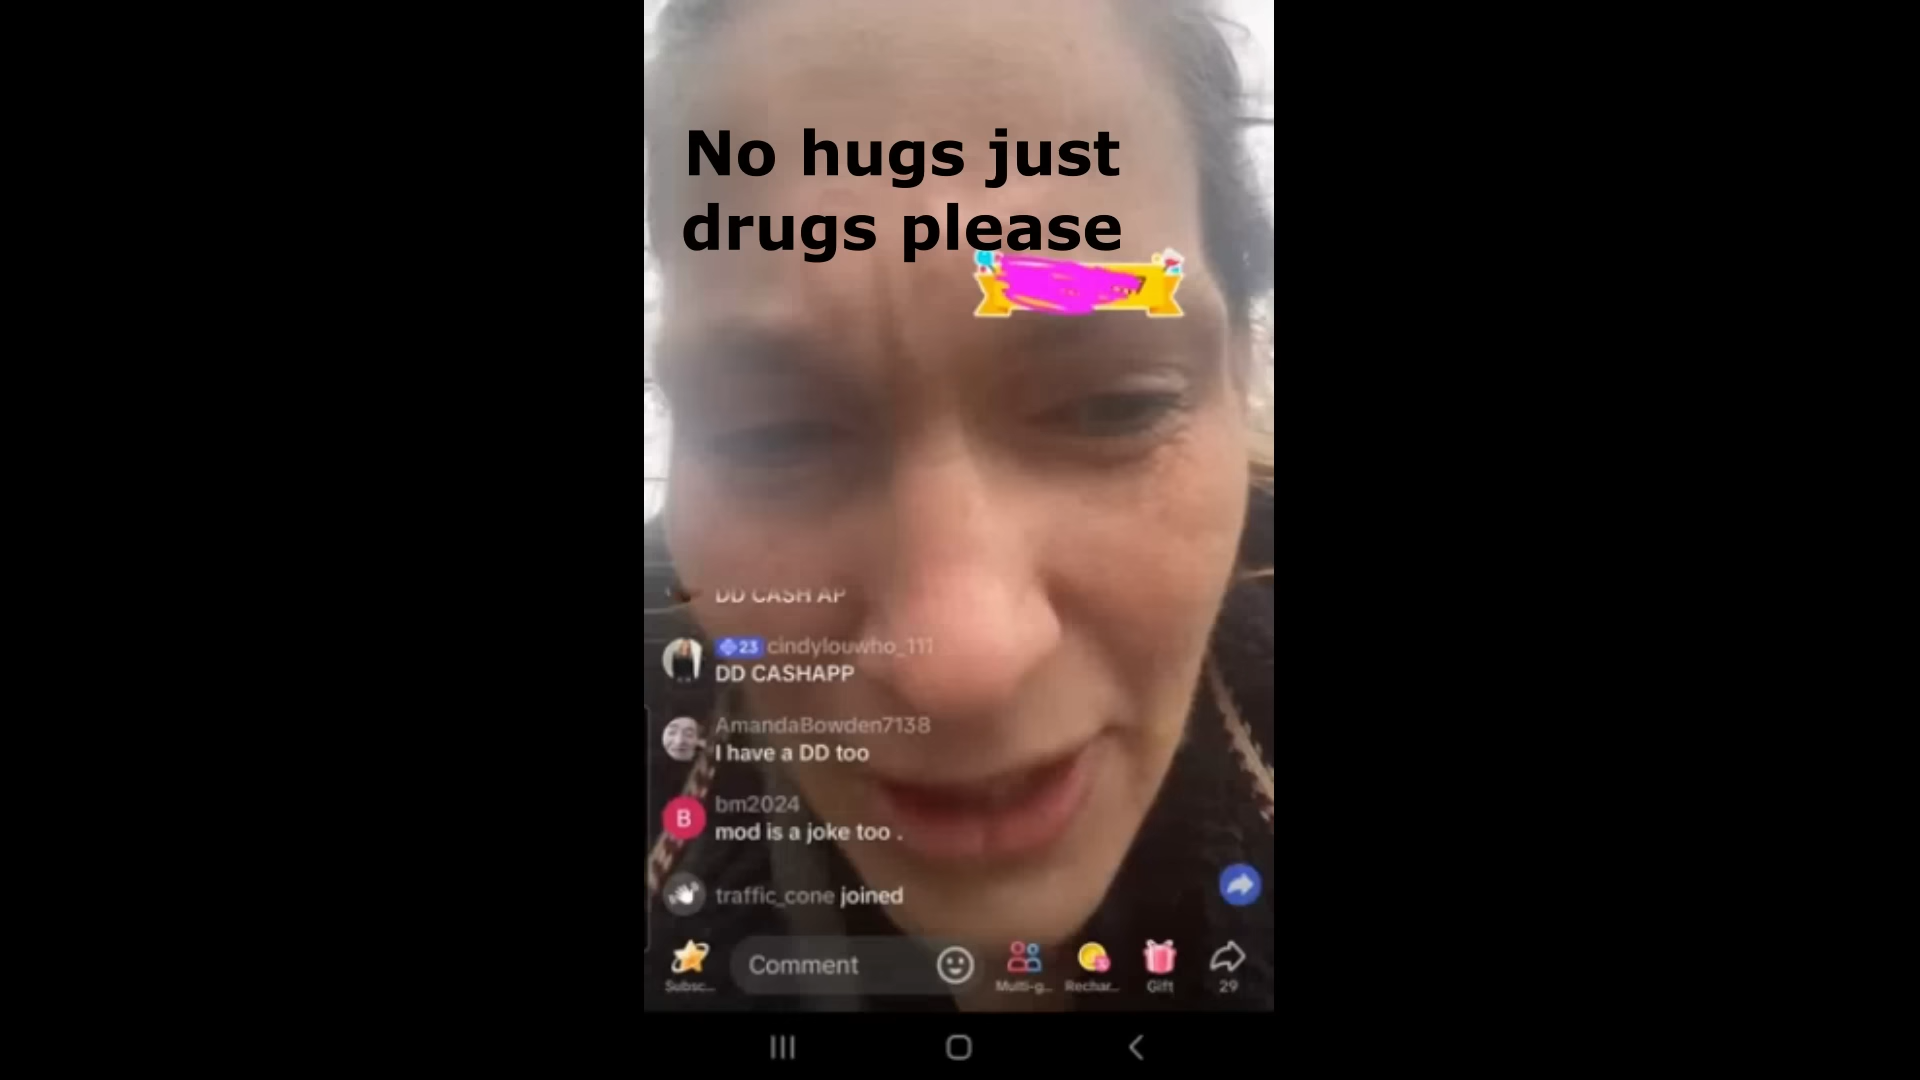 No hugs just
drugs please
DD CASH AP
23 cindylouwho_111
DD CASHAPP
AmandaBowden7138
I have a DD too
B bm2024
mod is a joke too .
traffic_cone joined
Comment
Subsc... Multi-g... Rechar... Gift 29